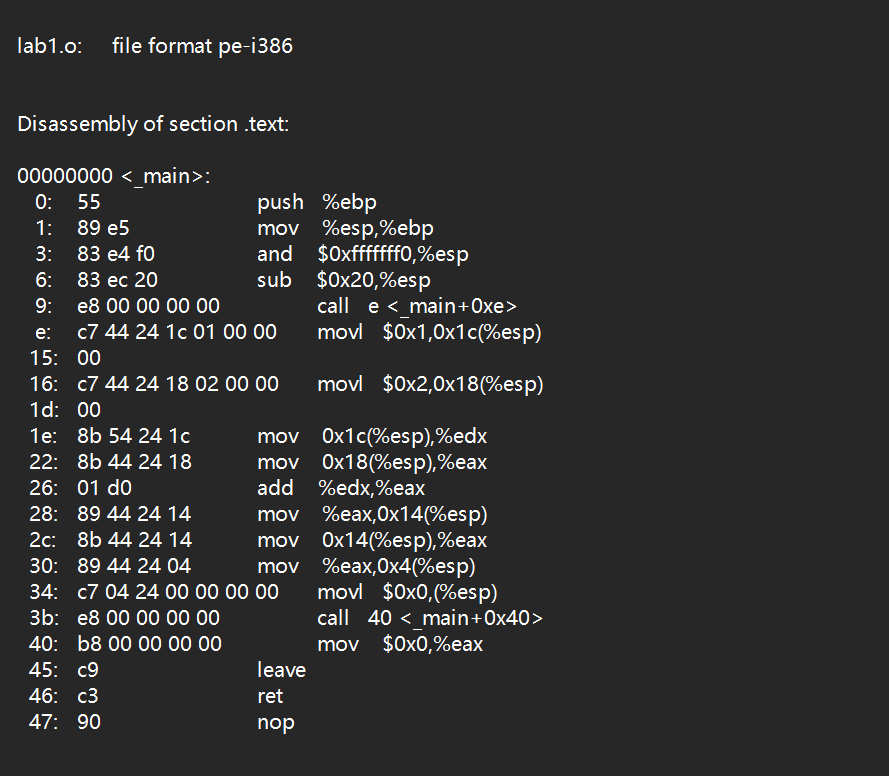 lab1.o:     file format pe-i386
Disassembly of section .text:
00000000 <_main>:
   0:   55                      push   %ebp
   1:   89 e5                   mov    %esp,%ebp
   3:   83 e4 f0                and    $0xfffffff0,%esp
   6:   83 ec 20                sub    $0x20,%esp
   9:   e8 00 00 00 00          call   e <_main+0xe>
   e:   c7 44 24 1c 01 00 00    movl   $0x1,0x1c(%esp)
  15:   00
  16:   c7 44 24 18 02 00 00    movl   $0x2,0x18(%esp)
  1d:   00
  1e:   8b 54 24 1c             mov    0x1c(%esp),%edx
  22:   8b 44 24 18             mov    0x18(%esp),%eax
  26:   01 d0                   add    %edx,%eax
  28:   89 44 24 14             mov    %eax,0x14(%esp)
  2c:   8b 44 24 14             mov    0x14(%esp),%eax
  30:   89 44 24 04             mov    %eax,0x4(%esp)
  34:   c7 04 24 00 00 00 00    movl   $0x0,(%esp)
  3b:   e8 00 00 00 00          call   40 <_main+0x40>
  40:   b8 00 00 00 00          mov    $0x0,%eax
  45:   c9                      leave
  46:   c3                      ret
  47:   90                      nop